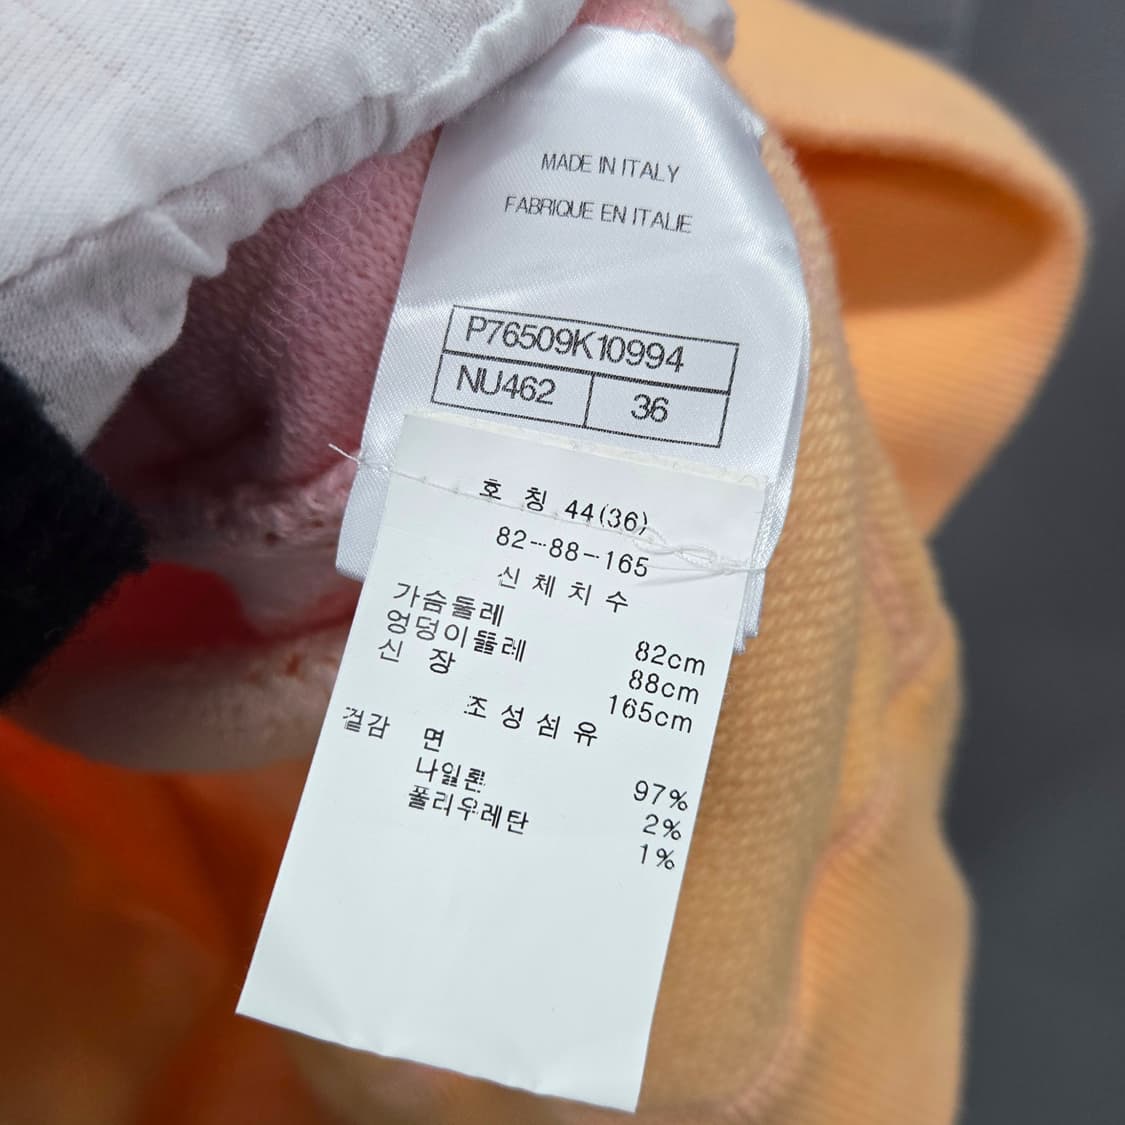 MADE IN ITALY
FABRIQUE EN ITALIE
P76509K10994
NU462 36
호 칭 44(36)
82-88-165
신 체 치 수
가슴둘레 82cm
엉덩이둘레 88cm
신 장 165cm
조 성 섬 유
겉감 면 97%
나일론 2%
폴리우레탄 1%